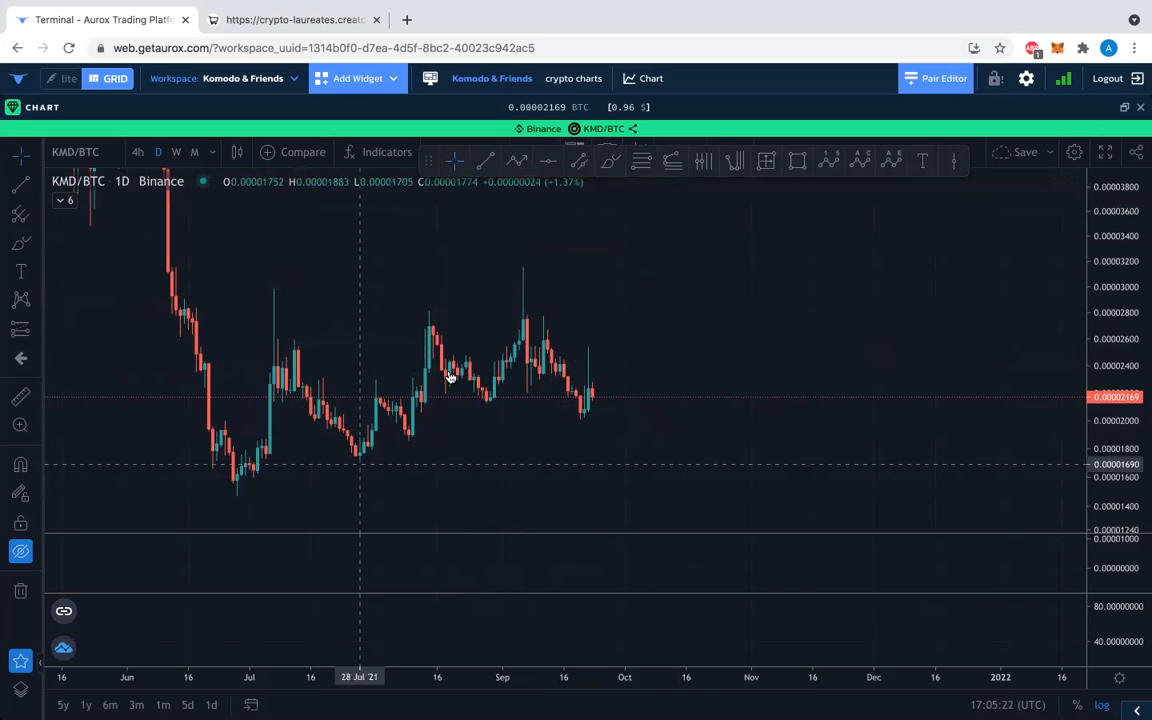 Terminal - Aurox Trading Platfo
https://crypto-laureates.creato
web.getaurox.com/?workspace_uuid=1314b0f0-d7ea-4d5f-8bc2-40023c942ac5
A
lite GRID Workspace: Komodo & Friends Add Widget Komodo & Friends crypto charts Chart Pair Editor Logout
CHART 0.00002169 BTC [0.96 $]
Binance KMD/BTC
KMD/BTC 4h D W M Compare Indicators T Save
KMD/BTC · 1D · Binance O0.00001752 H0.00001883 L0.00001705 C0.00001774 +0.00000024 (−1.37%)
6
0.00003800
0.00003600
0.00003400
0.00003200
0.00003000
0.00002800
0.00002600
0.00002400
0.00002169
0.00002000
0.00001800
0.00001690
0.00001600
0.00001400
0.00001240
0.00001000
0.00000000
80.00000000
40.00000000
16 Jun 16 Jul 16 28 Jul '21 16 Sep 16 Oct 16 Nov 16 Dec 16 2022 16
5y 1y 6m 3m 1m 5d 1d 17:05:22 (UTC) % log